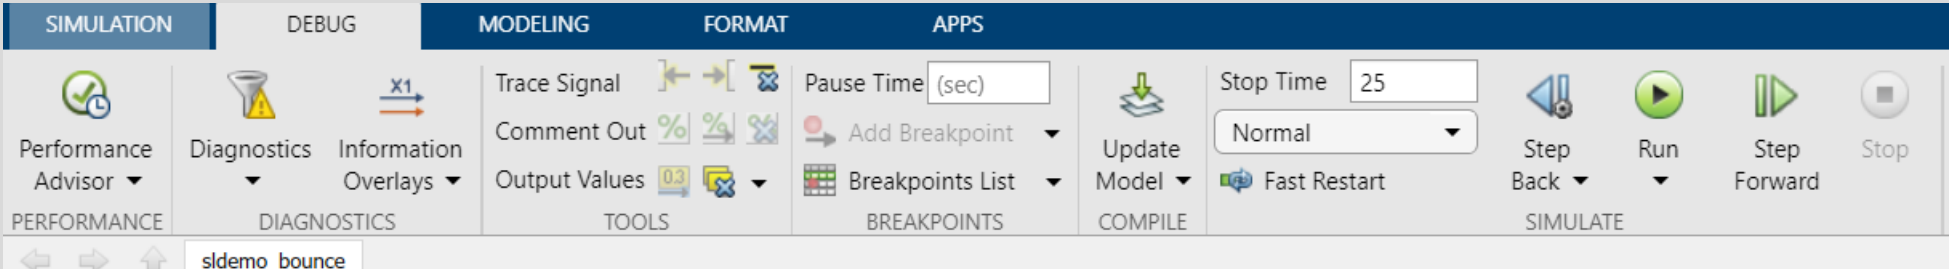 SIMULATION DEBUG MODELING FORMAT APPS
Performance
Advisor
PERFORMANCE
Diagnostics
Information
Overlays
DIAGNOSTICS
Trace Signal
Comment Out
Output Values
TOOLS
Pause Time (sec)
Add Breakpoint
Breakpoints List
BREAKPOINTS
Update
Model
COMPILE
Stop Time 25
Normal
Fast Restart
Step
Back
Run
Step
Forward
Stop
SIMULATE
sldemo_bounce